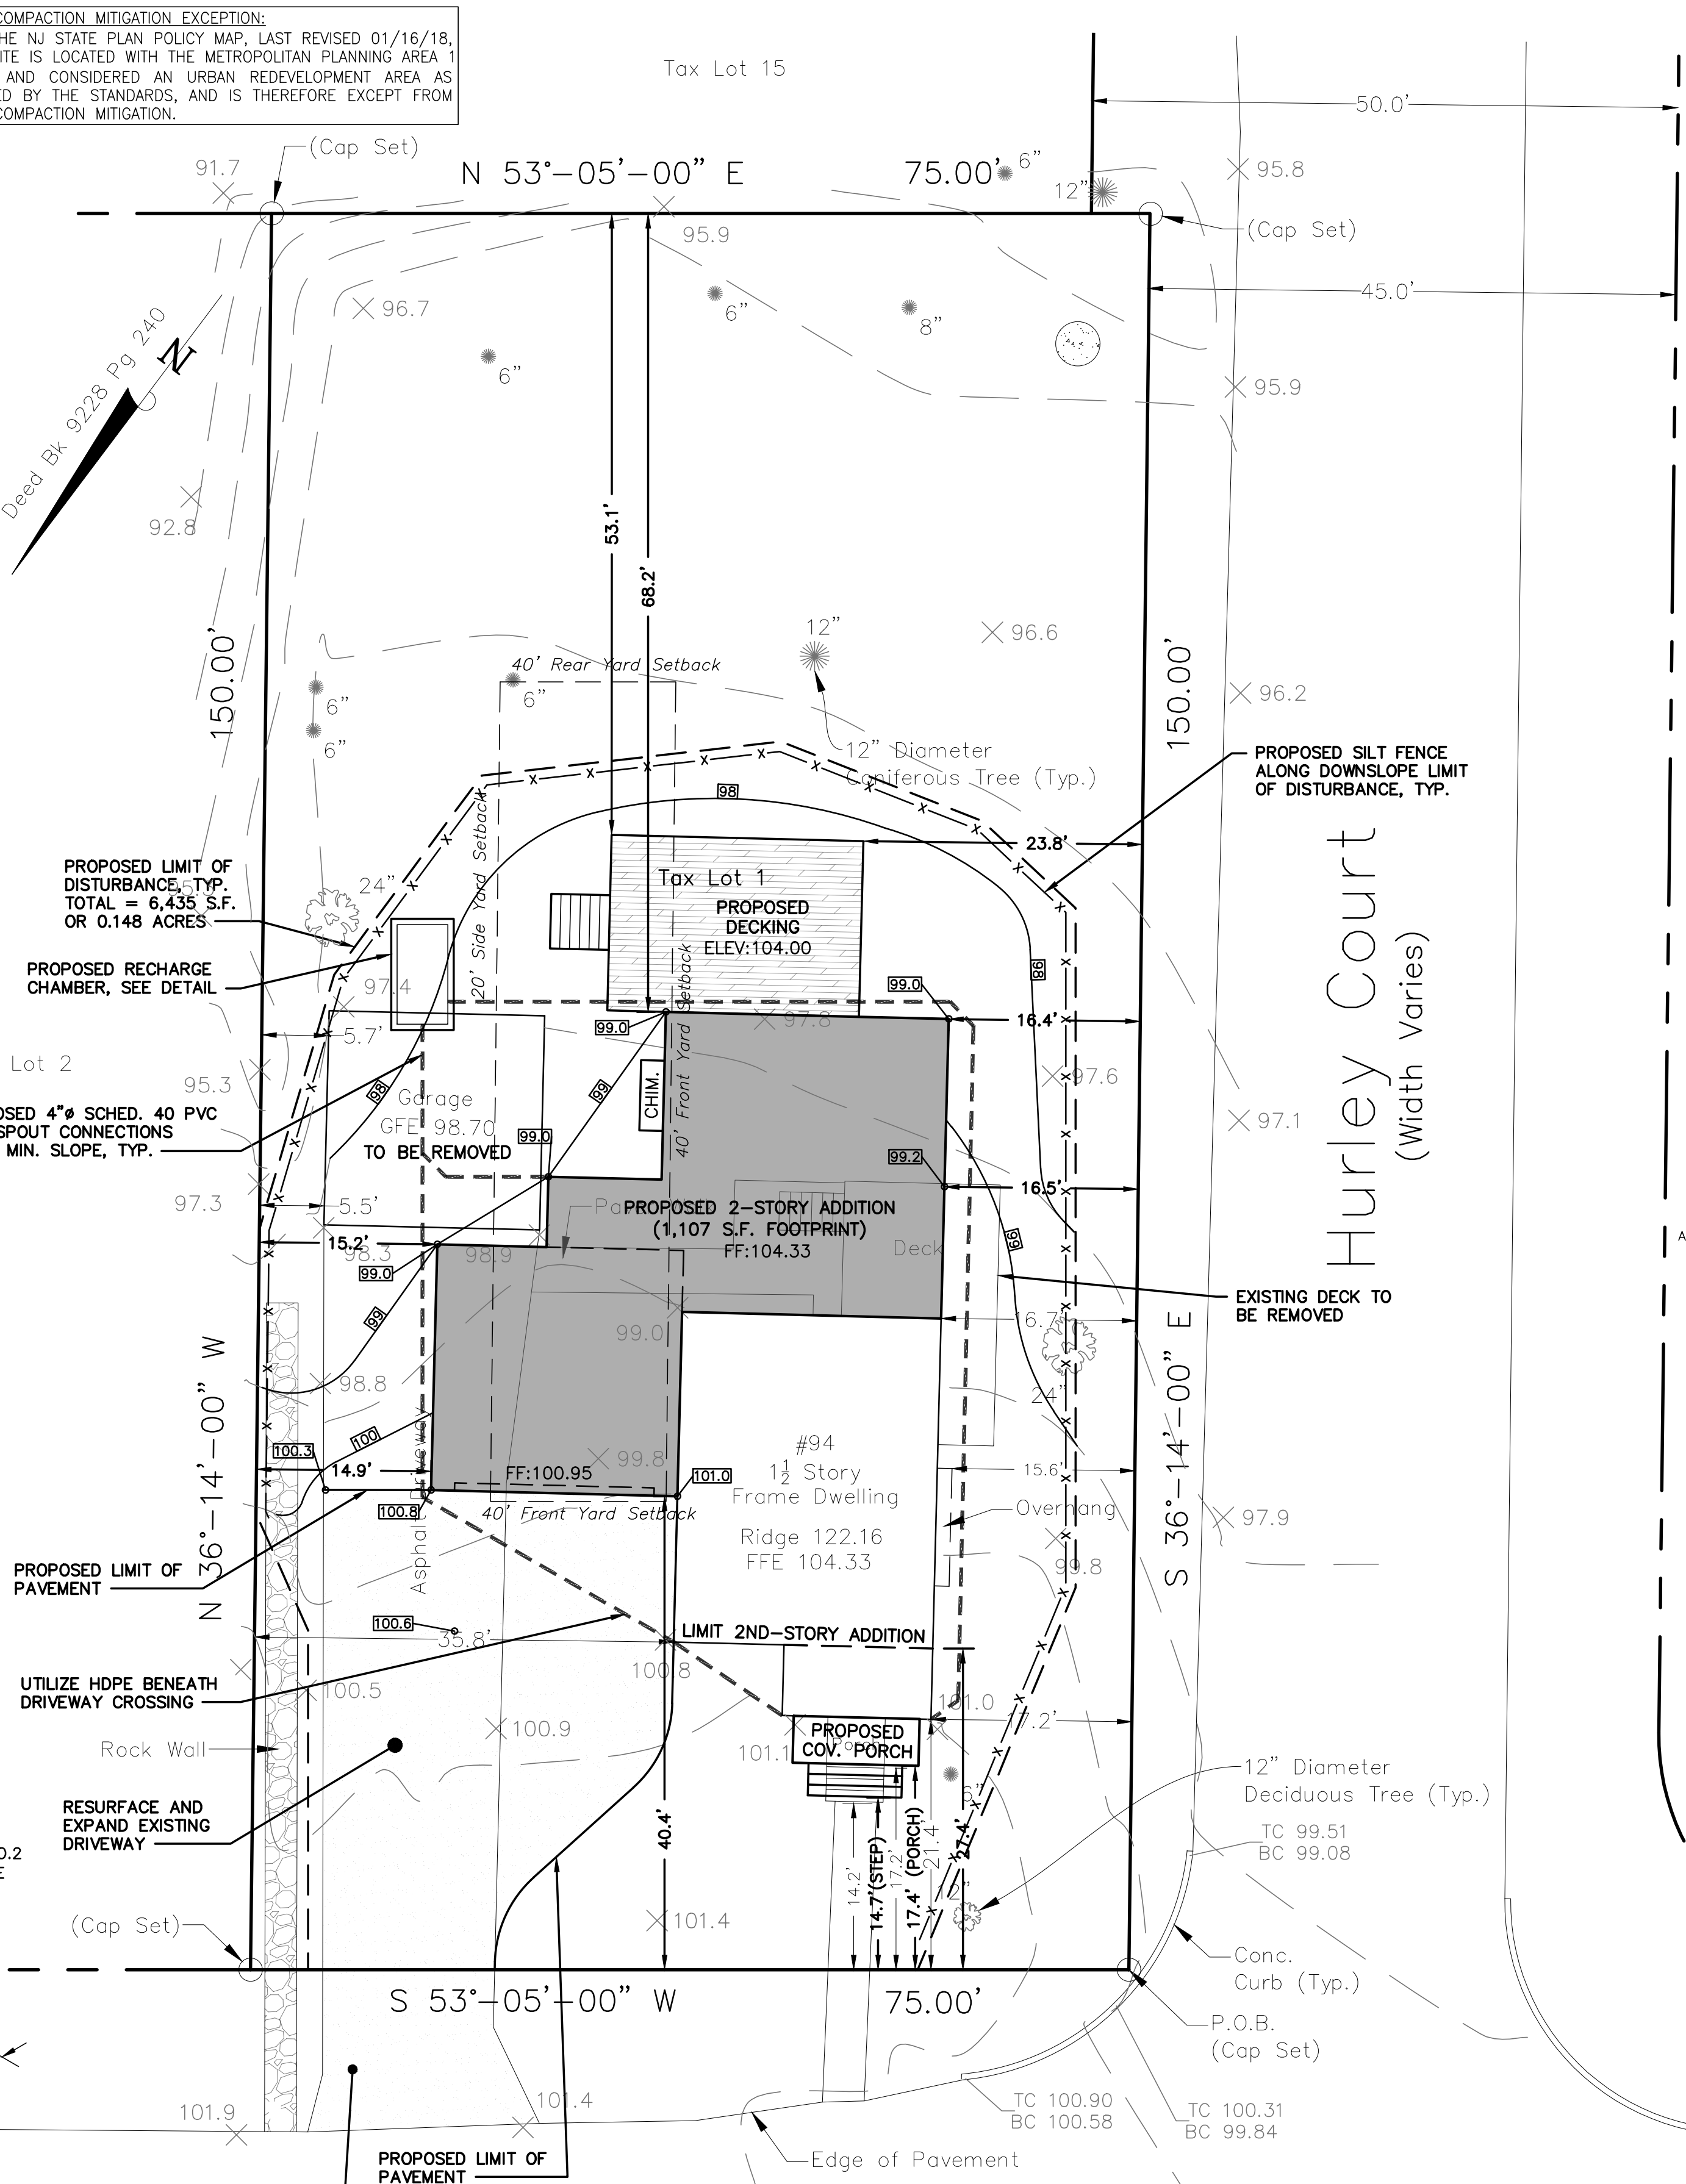 COMPACTION MITIGATION EXCEPTION:
HE NJ STATE PLAN POLICY MAP, LAST REVISED 01/16/18,
ITE IS LOCATED WITH THE METROPOLITAN PLANNING AREA 1
AND CONSIDERED AN URBAN REDEVELOPMENT AREA AS
ED BY THE STANDARDS, AND IS THEREFORE EXCEPT FROM
COMPACTION MITIGATION.
Tax Lot 15
50.0'
(Cap Set)
91.7
N 53°-05'-00" E
75.00'
6"
12"
95.8
95.9
(Cap Set)
45.0'
96.7
6"
8"
6"
95.9
Deed Bk 9228 Pg 240
N
92.8
53.1'
68.2'
12"
96.6
150.00'
40' Rear Yard Setback
150.00'
96.2
6"
6"
6"
12" Diameter
Coniferous Tree (Typ.)
PROPOSED SILT FENCE
ALONG DOWNSLOPE LIMIT
OF DISTURBANCE, TYP.
98
20' Side Yard Setback
23.8'
PROPOSED LIMIT OF
DISTURBANCE, TYP.
TOTAL = 6,435 S.F.
OR 0.148 ACRES
24"
Tax Lot 1
PROPOSED
DECKING
ELEV:104.00
Hurley Court
(Width Varies)
PROPOSED RECHARGE
CHAMBER, SEE DETAIL
97.4
40' Front Yard Setback
98
99.0
5.7'
99.0
97.8
16.4'
Lot 2
95.3
98
99
CHIM.
97.6
97.1
Garage
GFE 98.70
TO BE REMOVED
OSED 4"ø SCHED. 40 PVC
SPOUT CONNECTIONS
MIN. SLOPE, TYP.
99.0
99.2
16.5'
97.3
5.5'
PROPOSED 2-STORY ADDITION
(1,107 S.F. FOOTPRINT)
FF:104.33
Deck
99
15.2'
98.3
98.9
99.0
A
EXISTING DECK TO
BE REMOVED
99
99.0
16.7'
98.8
24"
N 36°-14'-00" W
S 36°-14'-00" E
100
100.3
14.9'
99.8
FF:100.95
101.0
#94
1½ Story
Frame Dwelling
Ridge 122.16
FFE 104.33
15.6'
Overhang
100.8
40' Front Yard Setback
97.9
99.8
Asphalt Driveway
PROPOSED LIMIT OF
PAVEMENT
100.6
35.8'
LIMIT 2ND-STORY ADDITION
100.8
UTILIZE HDPE BENEATH
DRIVEWAY CROSSING
100.5
100.9
101.0
17.2'
Rock Wall
101.1
PROPOSED
COV. PORCH
Porch
6"
12" Diameter
Deciduous Tree (Typ.)
RESURFACE AND
EXPAND EXISTING
DRIVEWAY
40.4'
14.2'
14.7'(STEP)
17.2'
17.4' (PORCH)
21.4'
27.4'
TC 99.51
BC 99.08
0.2
E
12"
(Cap Set)
101.4
Conc.
Curb (Typ.)
S 53°-05'-00" W
75.00'
P.O.B.
(Cap Set)
101.9
101.4
TC 100.90
BC 100.58
TC 100.31
BC 99.84
PROPOSED LIMIT OF
PAVEMENT
Edge of Pavement